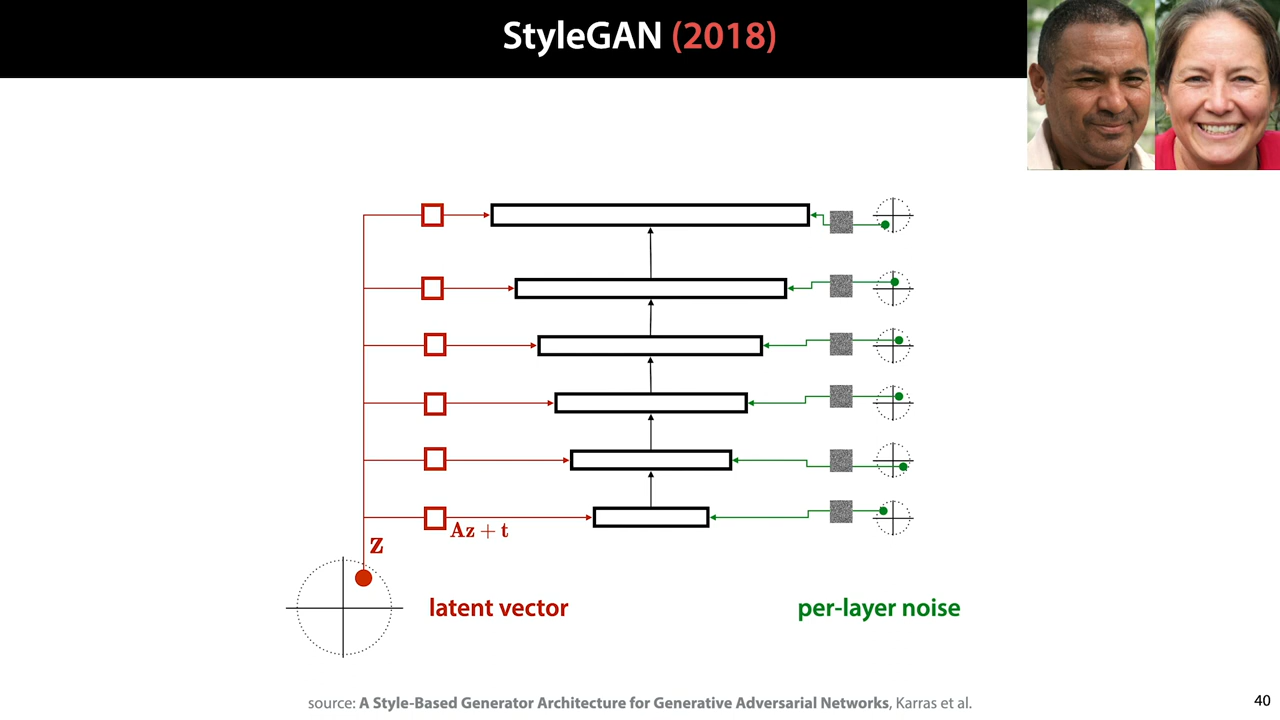 StyleGAN (2018)
z
Az + t
latent vector
per-layer noise
source: A Style-Based Generator Architecture for Generative Adversarial Networks, Karras et al.
40